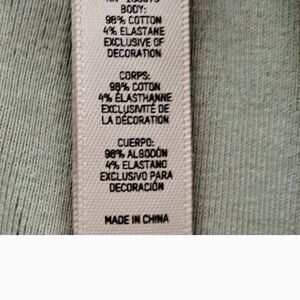 BODY:
96% COTTON
4% ELASTANE
EXCLUSIVE OF
DECORATION
CORPS:
96% COTON
4% ÉLASTHANNE
EXCLUSIVITÉ DE
LA DÉCORATION
CUERPO:
96% ALGODÓN
4% ELASTANO
EXCLUSIVO PARA
DECORACIÓN
MADE IN CHINA